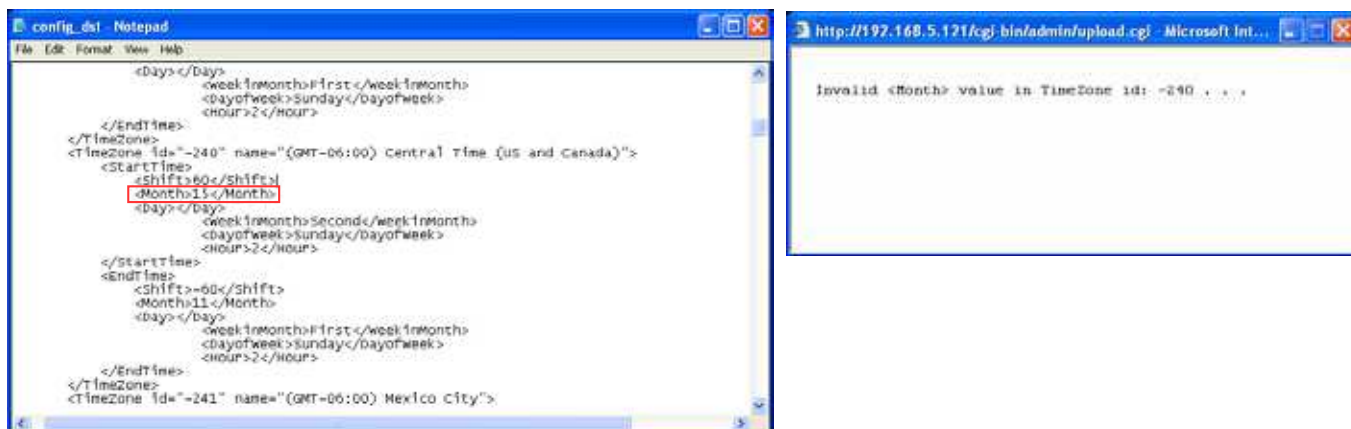 config_dst - Notepad
File Edit Format View Help
<Day></Day>
<WeekInMonth>First</WeekInMonth>
<DayofWeek>Sunday</DayofWeek>
<Hour>2</Hour>
</EndTime>
</TimeZone>
<TimeZone id="-240" name="(GMT-06:00) Central Time (US and Canada)">
<StartTime>
<Shift>60</Shift>
<Month>15</Month>
<Day></Day>
<WeekInMonth>Second</WeekInMonth>
<DayofWeek>Sunday</DayofWeek>
<Hour>2</Hour>
</StartTime>
<EndTime>
<Shift>-60</Shift>
<Month>11</Month>
<Day></Day>
<WeekInMonth>First</WeekInMonth>
<DayofWeek>Sunday</DayofWeek>
<Hour>2</Hour>
</EndTime>
</TimeZone>
<TimeZone id="-241" name="(GMT-06:00) Mexico City">
http://192.168.5.121/cgi-bin/admin/upload.cgi - Microsoft Int...
Invalid <Month> value in TimeZone id: -240 . . .